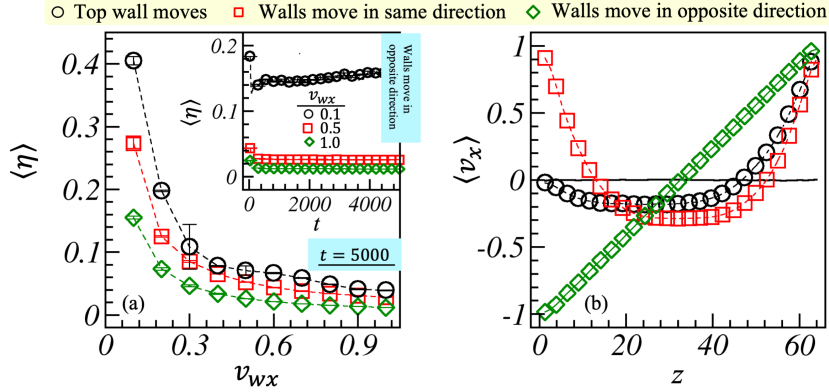 Top wall moves Walls move in same direction Walls move in opposite direction
0.4
0.3
0.2
0.1
0
⟨η⟩
0.1 0.3 0.6 0.9
v_wx
(a)
t = 5000
0.2
0.1
0
⟨η⟩
0 2000 4000
t
v_wx
0.1
0.5
1.0
Walls move in
opposite direction
1
0.5
0
-0.5
-1
⟨v_x⟩
0 20 40 60
z
(b)